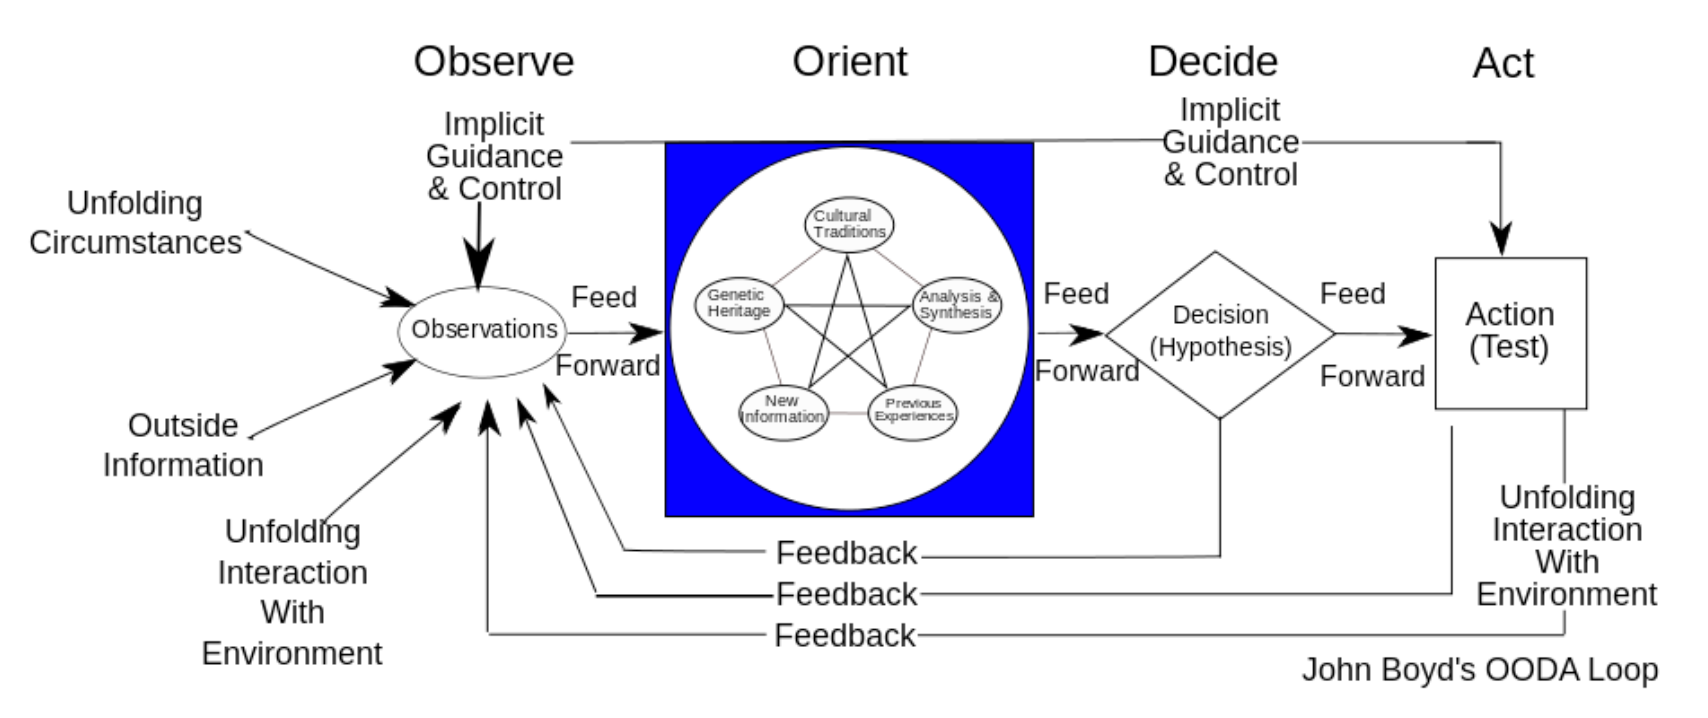 Observe
Orient
Decide
Act
Implicit
Guidance
& Control
Implicit
Guidance
& Control
Unfolding
Circumstances
Outside
Information
Unfolding
Interaction
With
Environment
Observations
Feed
Forward
Cultural
Traditions
Genetic
Heritage
Analysis &
Synthesis
New
Information
Previous
Experiences
Feed
Forward
Decision
(Hypothesis)
Feed
Forward
Action
(Test)
Unfolding
Interaction
With
Environment
Feedback
Feedback
Feedback
John Boyd's OODA Loop